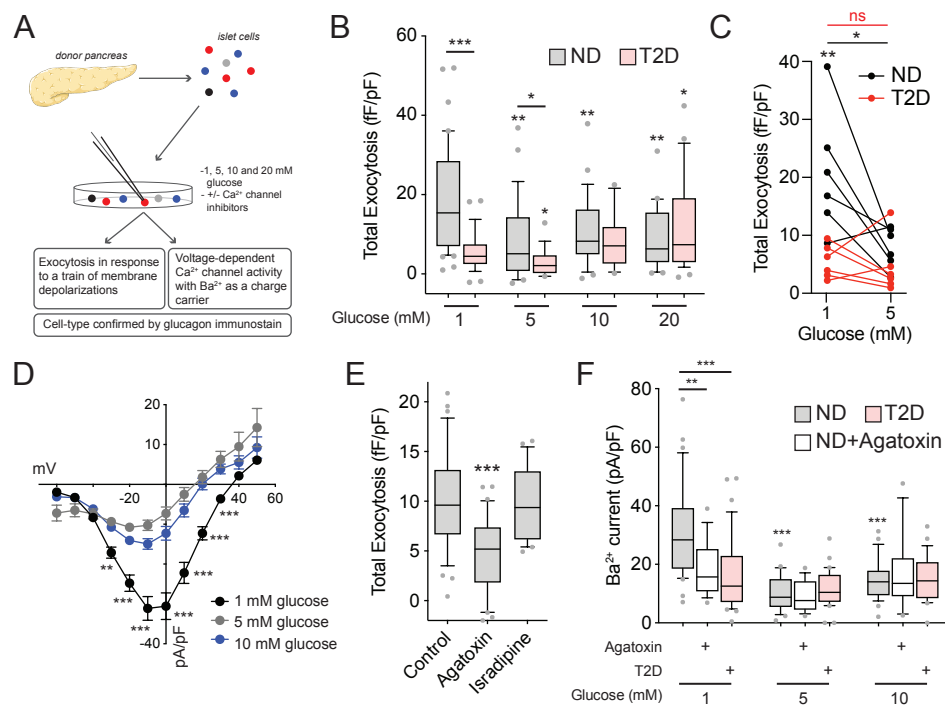 A
donor pancreas
islet cells
-1, 5, 10 and 20 mM
glucose
- +/- Ca²⁺ channel
inhibitors
Exocytosis in response
to a train of membrane
depolarizations
Voltage-dependent
Ca²⁺ channel activity
with Ba²⁺ as a charge
carrier
Cell-type confirmed by glucagon immunostain
B
Total Exocytosis (fF/pF)
60
40
20
0
ND
T2D
***
**
*
*
**
**
*
Glucose (mM)
1
5
10
20
C
ns
*
**
Total Exocytosis (fF/pF)
40
30
20
10
0
ND
T2D
1
5
Glucose (mM)
D
mV
20
-20
20
60
-40
pA/pF
**
***
***
***
***
***
***
1 mM glucose
5 mM glucose
10 mM glucose
E
Total Exocytosis (fF/pF)
20
15
10
5
0
***
Control
Agatoxin
Isradipine
F
Ba²⁺ current (pA/pF)
80
60
40
20
0
***
**
***
***
ND
T2D
ND+Agatoxin
Agatoxin
+
+
+
T2D
+
+
+
Glucose (mM)
1
5
10